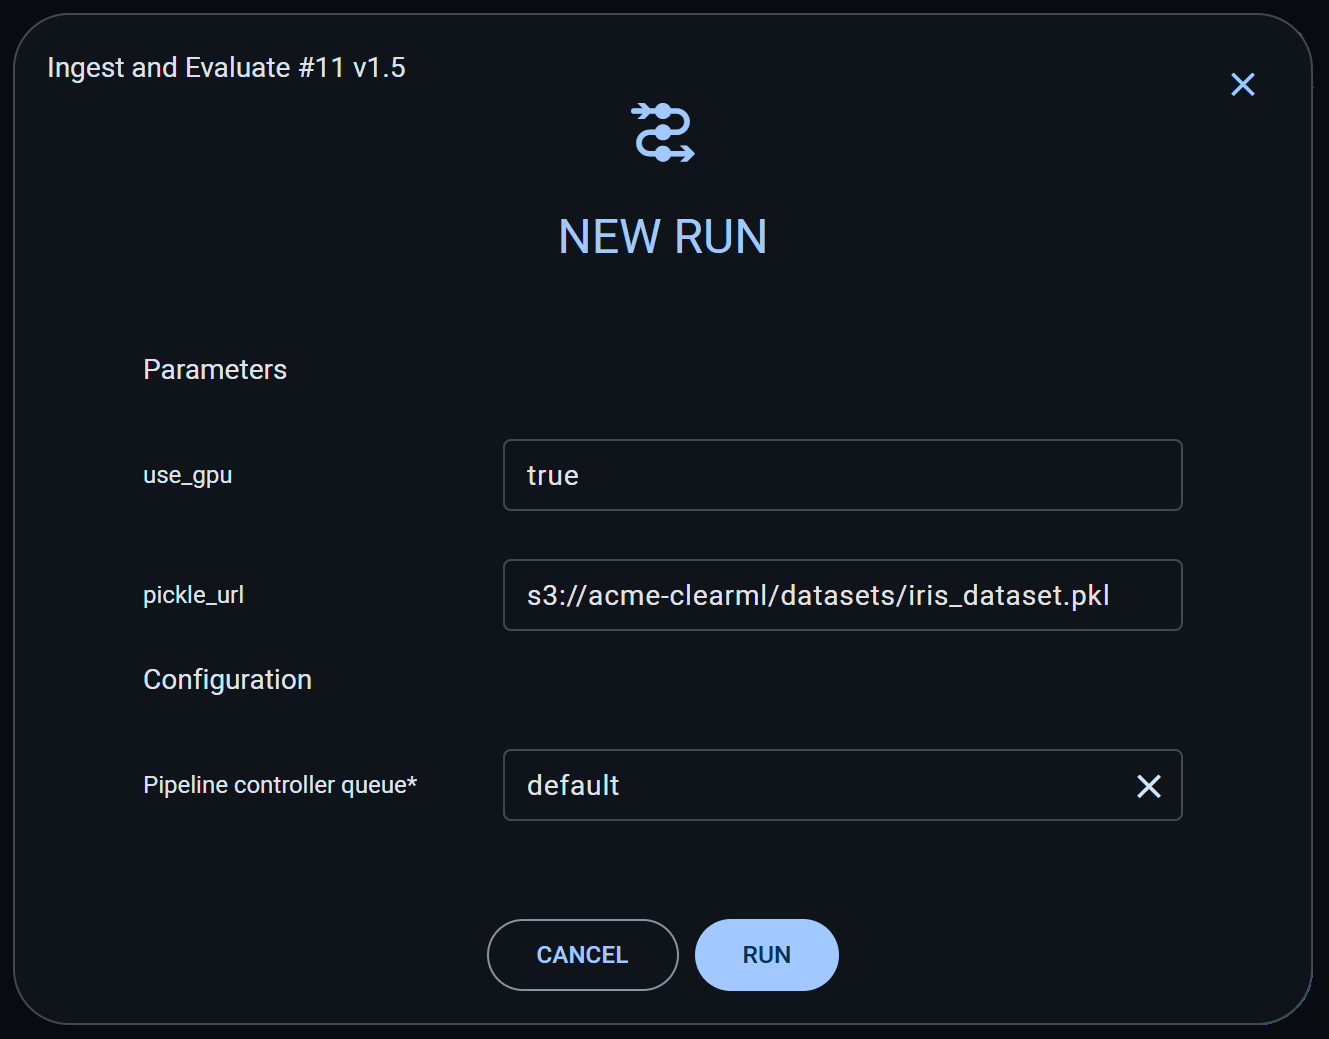 Ingest and Evaluate #11 v1.5
NEW RUN
Parameters
use_gpu
true
pickle_url
s3://acme-clearml/datasets/iris_dataset.pkl
Configuration
Pipeline controller queue*
default
CANCEL
RUN